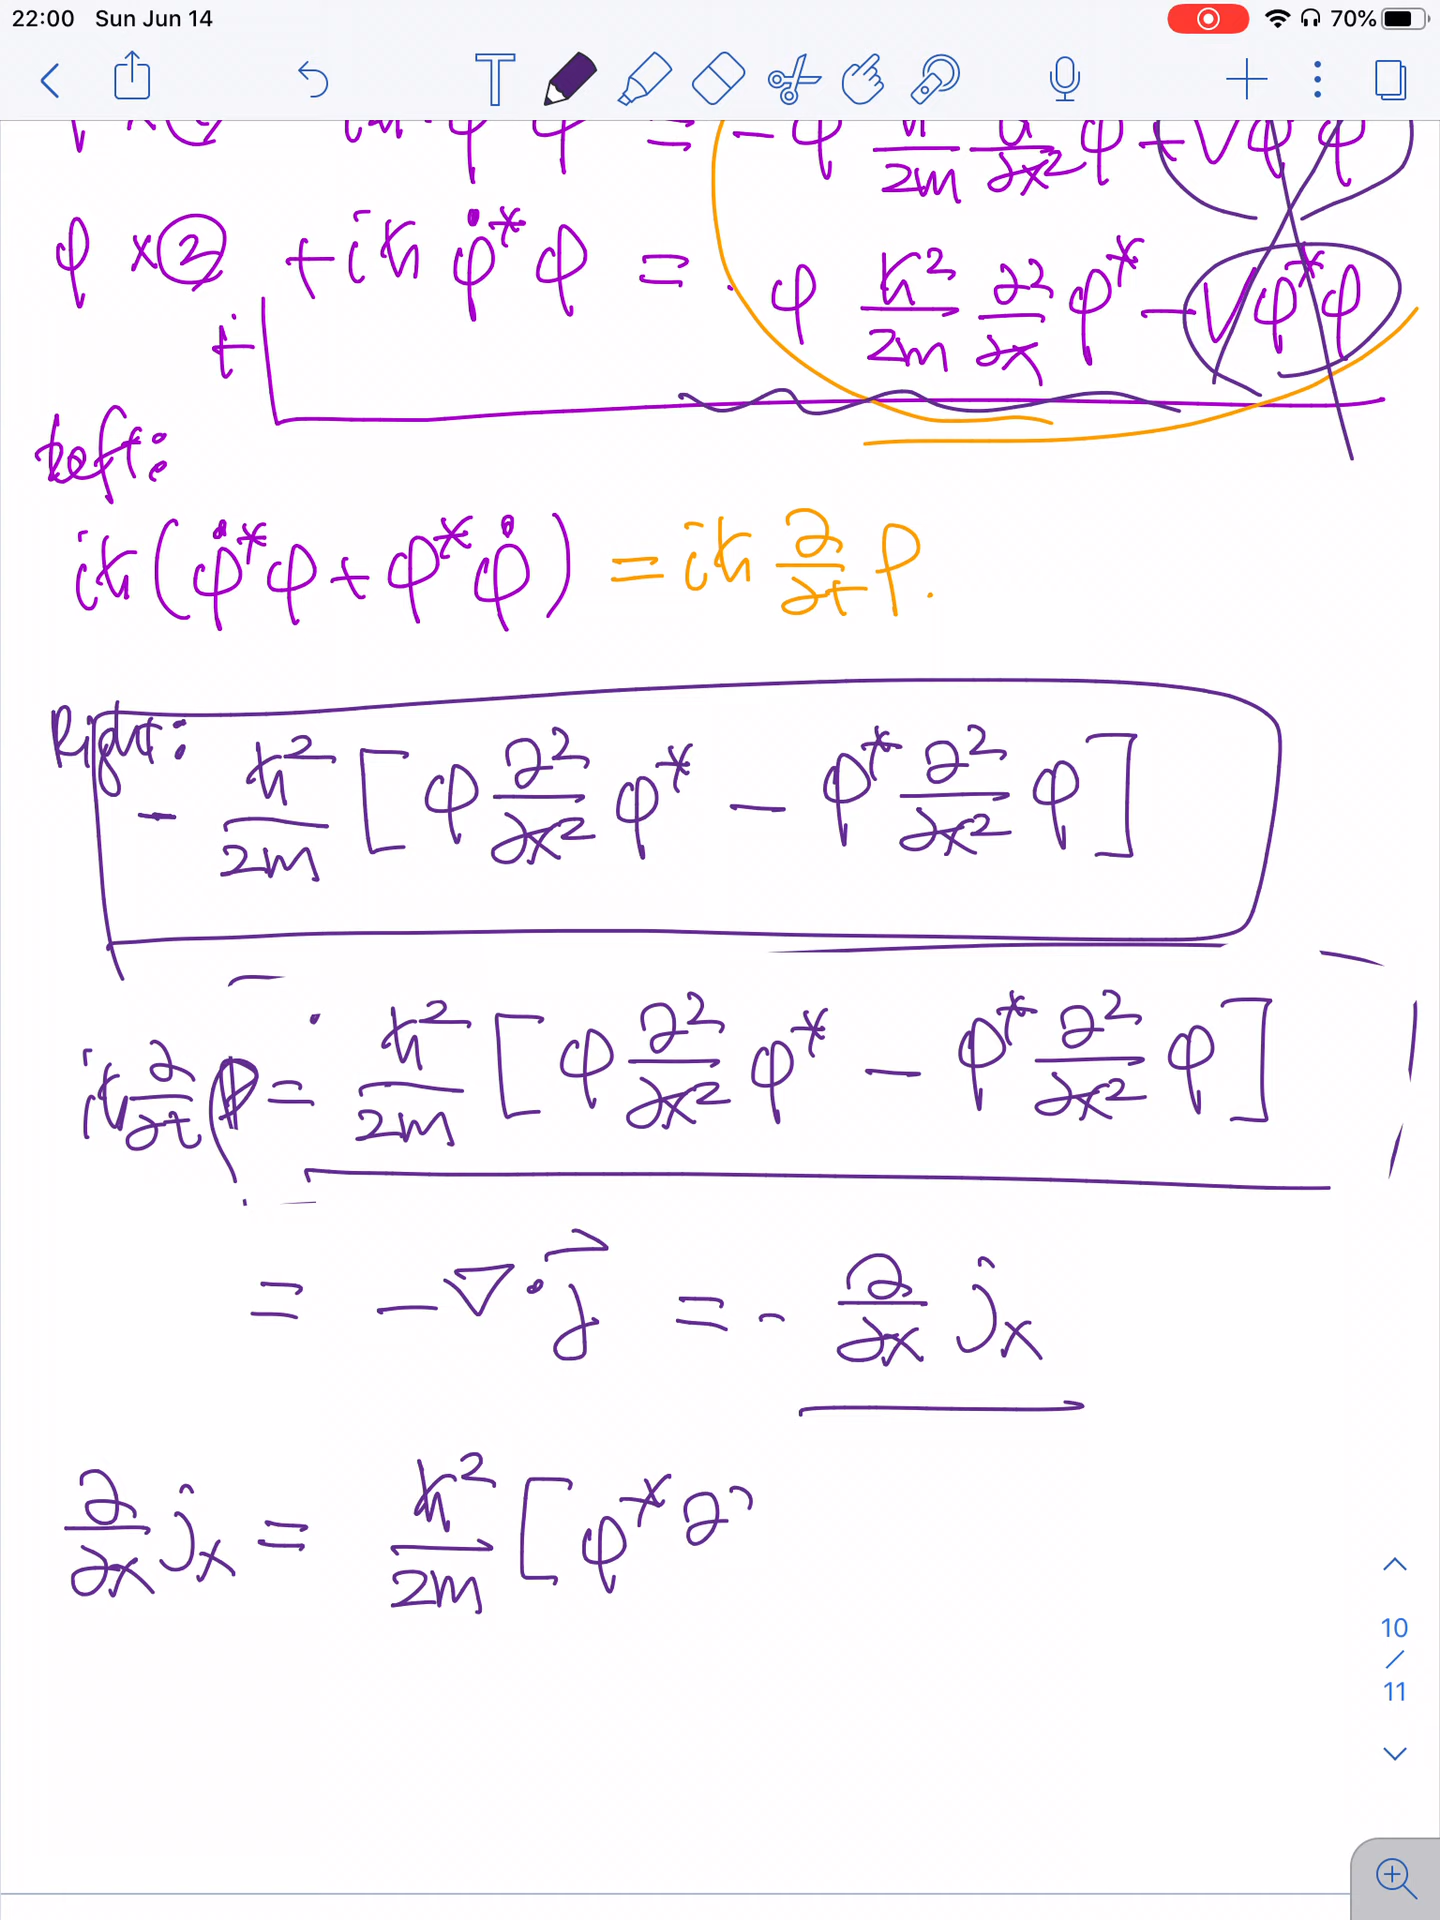 22:00 Sun Jun 14 70%
2m ∂x² φ + V φ φ
φ ×② +iħ φ̇* φ = φ ħ²/2m ∂²/∂x φ* − Vφ*φ
+
Left:
iħ(φ̇*φ + φ*φ̇) = iħ ∂/∂t ρ.
Right:
− ħ²/2m [φ ∂²/∂x² φ* − φ* ∂²/∂x² φ]
iħ ∂/∂t ρ = ħ²/2m [φ ∂²/∂x² φ* − φ* ∂²/∂x² φ]
= −∇·j⃗ = - ∂/∂x jx
∂/∂x jx = ħ²/2m [φ* ∂
10
/
11